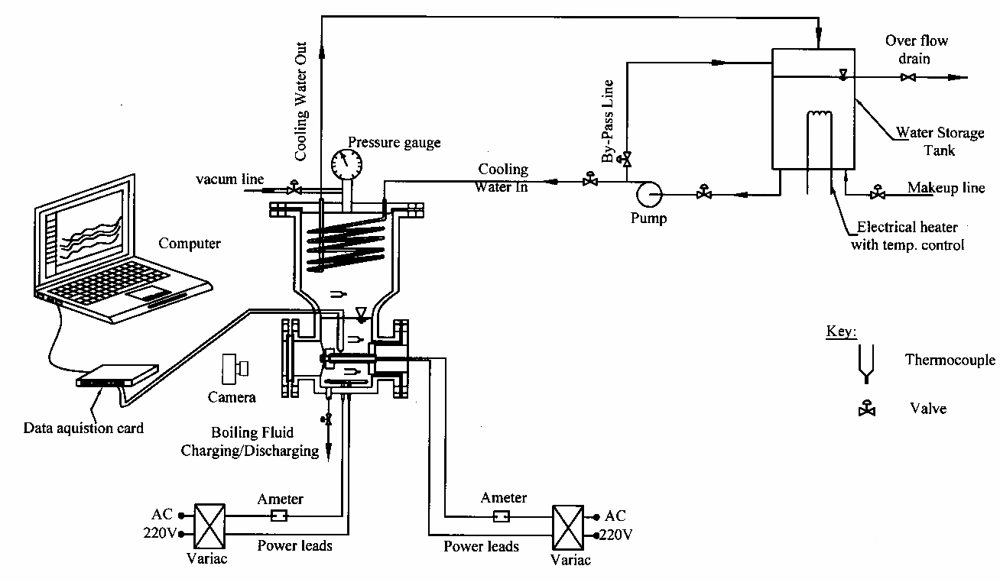 Over flow
drain
Cooling Water Out
By-Pass Line
Water Storage
Tank
Pressure gauge
Cooling
Water In
vacum line
Makeup line
Pump
Electrical heater
with temp. control
Computer
Key:
Thermocouple
Valve
Camera
Data aquistion card
Boiling Fluid
Charging/Discharging
Ameter
AC
220V
Power leads
Variac
Ameter
AC
220V
Power leads
Variac